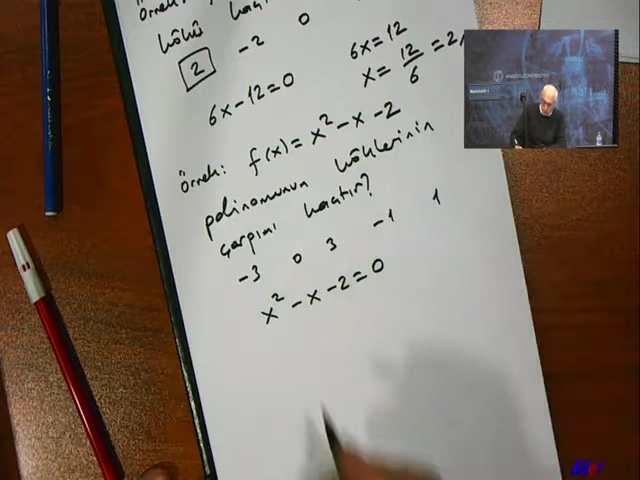 Örnek:
kökü
2 -2 0
6x-12=0
6x=12
x=12/6=2
Örnek: f(x)=x²-x-2
polinomunun köklerinin
çarpımı kaçtır?
-3 0 3 -1 1
x²-x-2=0